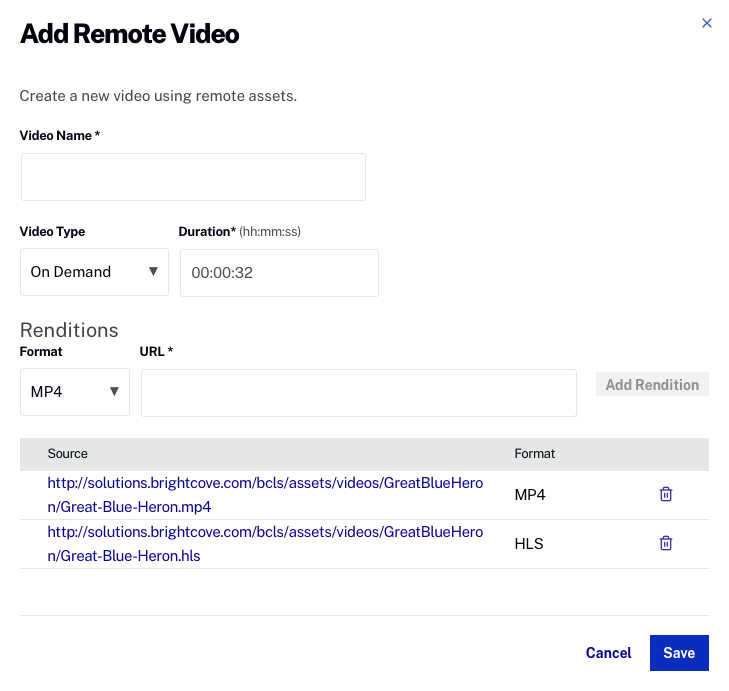 Add Remote Video
Create a new video using remote assets.
Video Name *
Video Type
Duration* (hh:mm:ss)
On Demand
00:00:32
Renditions
Format
URL *
MP4
Add Rendition
Source
Format
http://solutions.brightcove.com/bcls/assets/videos/GreatBlueHero
n/Great-Blue-Heron.mp4
MP4
http://solutions.brightcove.com/bcls/assets/videos/GreatBlueHero
n/Great-Blue-Heron.hls
HLS
Cancel
Save